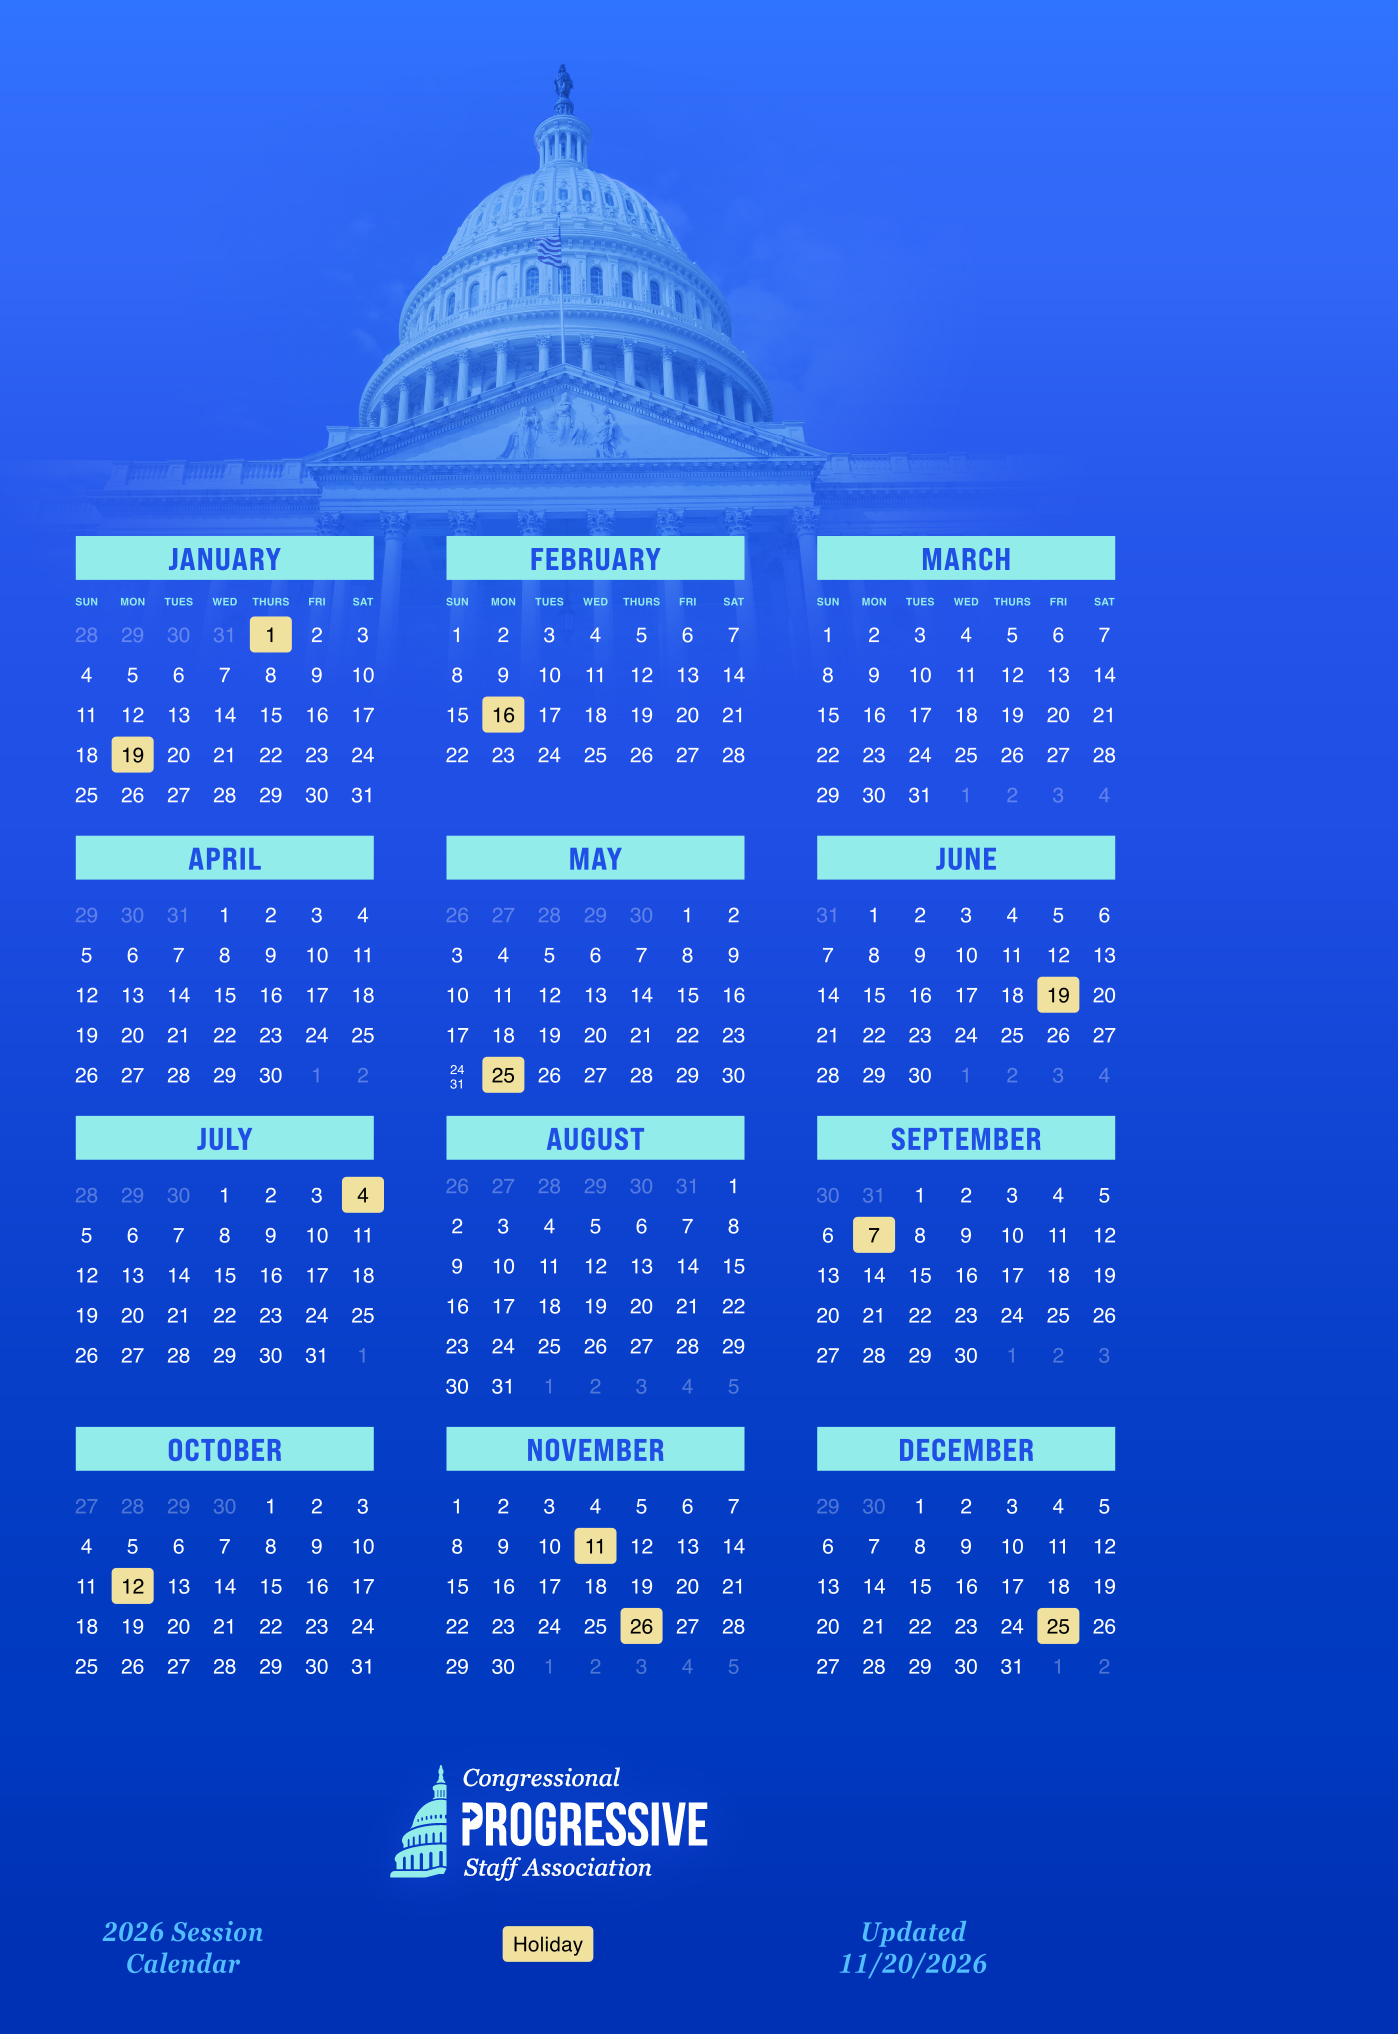 JANUARY
SUN MON TUES WED THURS FRI SAT
28 29 30 31 1 2 3
4 5 6 7 8 9 10
11 12 13 14 15 16 17
18 19 20 21 22 23 24
25 26 27 28 29 30 31
FEBRUARY
SUN MON TUES WED THURS FRI SAT
1 2 3 4 5 6 7
8 9 10 11 12 13 14
15 16 17 18 19 20 21
22 23 24 25 26 27 28
MARCH
SUN MON TUES WED THURS FRI SAT
1 2 3 4 5 6 7
8 9 10 11 12 13 14
15 16 17 18 19 20 21
22 23 24 25 26 27 28
29 30 31 1 2 3 4
APRIL
29 30 31 1 2 3 4
5 6 7 8 9 10 11
12 13 14 15 16 17 18
19 20 21 22 23 24 25
26 27 28 29 30 1 2
MAY
26 27 28 29 30 1 2
3 4 5 6 7 8 9
10 11 12 13 14 15 16
17 18 19 20 21 22 23
24 31 25 26 27 28 29 30
JUNE
31 1 2 3 4 5 6
7 8 9 10 11 12 13
14 15 16 17 18 19 20
21 22 23 24 25 26 27
28 29 30 1 2 3 4
JULY
28 29 30 1 2 3 4
5 6 7 8 9 10 11
12 13 14 15 16 17 18
19 20 21 22 23 24 25
26 27 28 29 30 31 1
AUGUST
26 27 28 29 30 31 1
2 3 4 5 6 7 8
9 10 11 12 13 14 15
16 17 18 19 20 21 22
23 24 25 26 27 28 29
30 31 1 2 3 4 5
SEPTEMBER
30 31 1 2 3 4 5
6 7 8 9 10 11 12
13 14 15 16 17 18 19
20 21 22 23 24 25 26
27 28 29 30 1 2 3
OCTOBER
27 28 29 30 1 2 3
4 5 6 7 8 9 10
11 12 13 14 15 16 17
18 19 20 21 22 23 24
25 26 27 28 29 30 31
NOVEMBER
1 2 3 4 5 6 7
8 9 10 11 12 13 14
15 16 17 18 19 20 21
22 23 24 25 26 27 28
29 30 1 2 3 4 5
DECEMBER
29 30 1 2 3 4 5
6 7 8 9 10 11 12
13 14 15 16 17 18 19
20 21 22 23 24 25 26
27 28 29 30 31 1 2
Congressional
PROGRESSIVE
Staff Association
2026 Session
Calendar
Holiday
Updated
11/20/2026